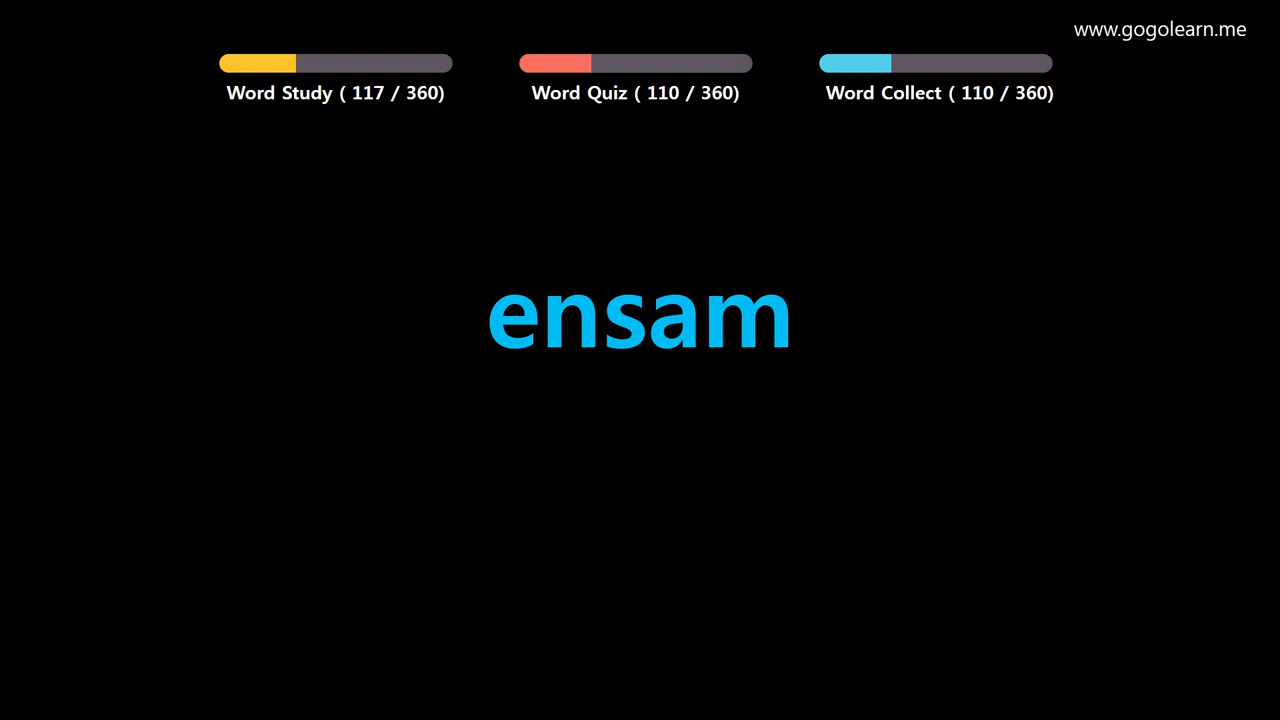 www.gogolearn.me
Word Study ( 117 / 360)
Word Quiz ( 110 / 360)
Word Collect ( 110 / 360)
ensam